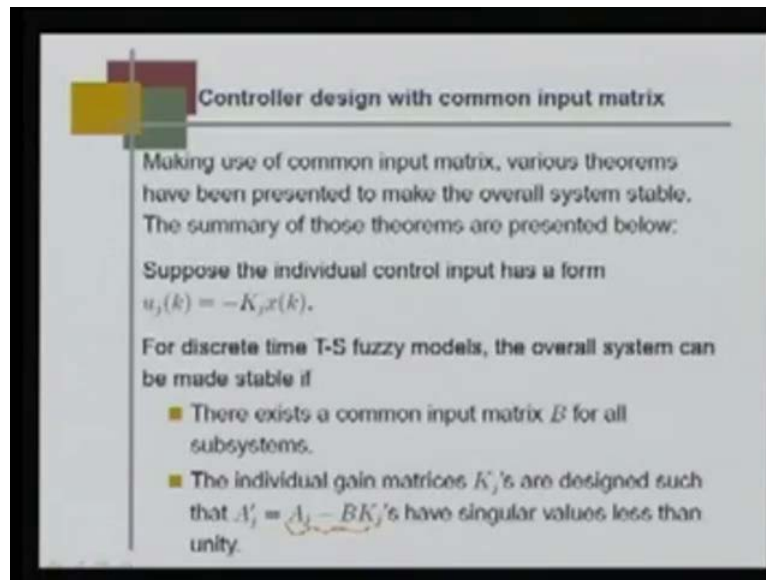 Controller design with common input matrix
Making use of common input matrix, various theorems
have been presented to make the overall system stable.
The summary of those theorems are presented below:
Suppose the individual control input has a form
u_j(k) = -K_j x(k).
For discrete time T-S fuzzy models, the overall system can
be made stable if
There exists a common input matrix B for all
subsystems.
The individual gain matrices K_j's are designed such
that A'_j = A_j - BK_j's have singular values less than
unity.